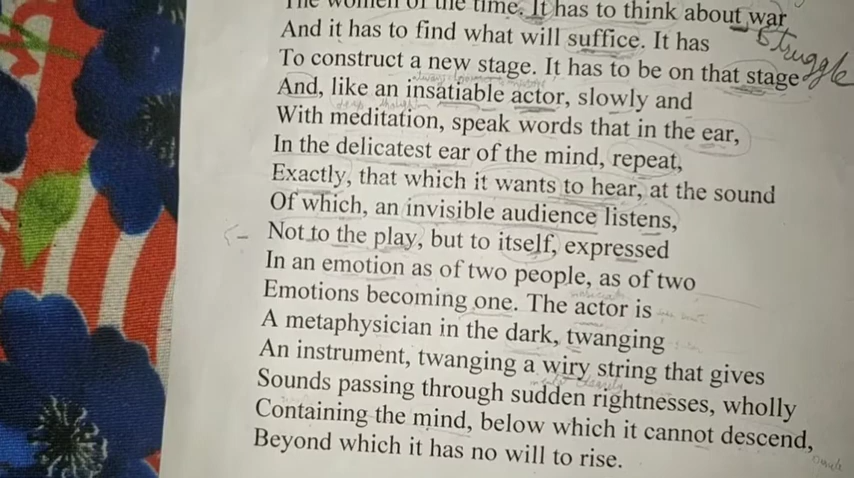 The women of the time. It has to think about war
And it has to find what will suffice. It has
Struggle
To construct a new stage. It has to be on that stage
And, like an insatiable actor, slowly and
With meditation, speak words that in the ear,
In the delicatest ear of the mind, repeat,
Exactly, that which it wants to hear, at the sound
Of which, an invisible audience listens,
Not to the play, but to itself, expressed
In an emotion as of two people, as of two
Emotions becoming one. The actor is
A metaphysician in the dark, twanging
An instrument, twanging a wiry string that gives
Sounds passing through sudden rightnesses, wholly
Containing the mind, below which it cannot descend,
Beyond which it has no will to rise.